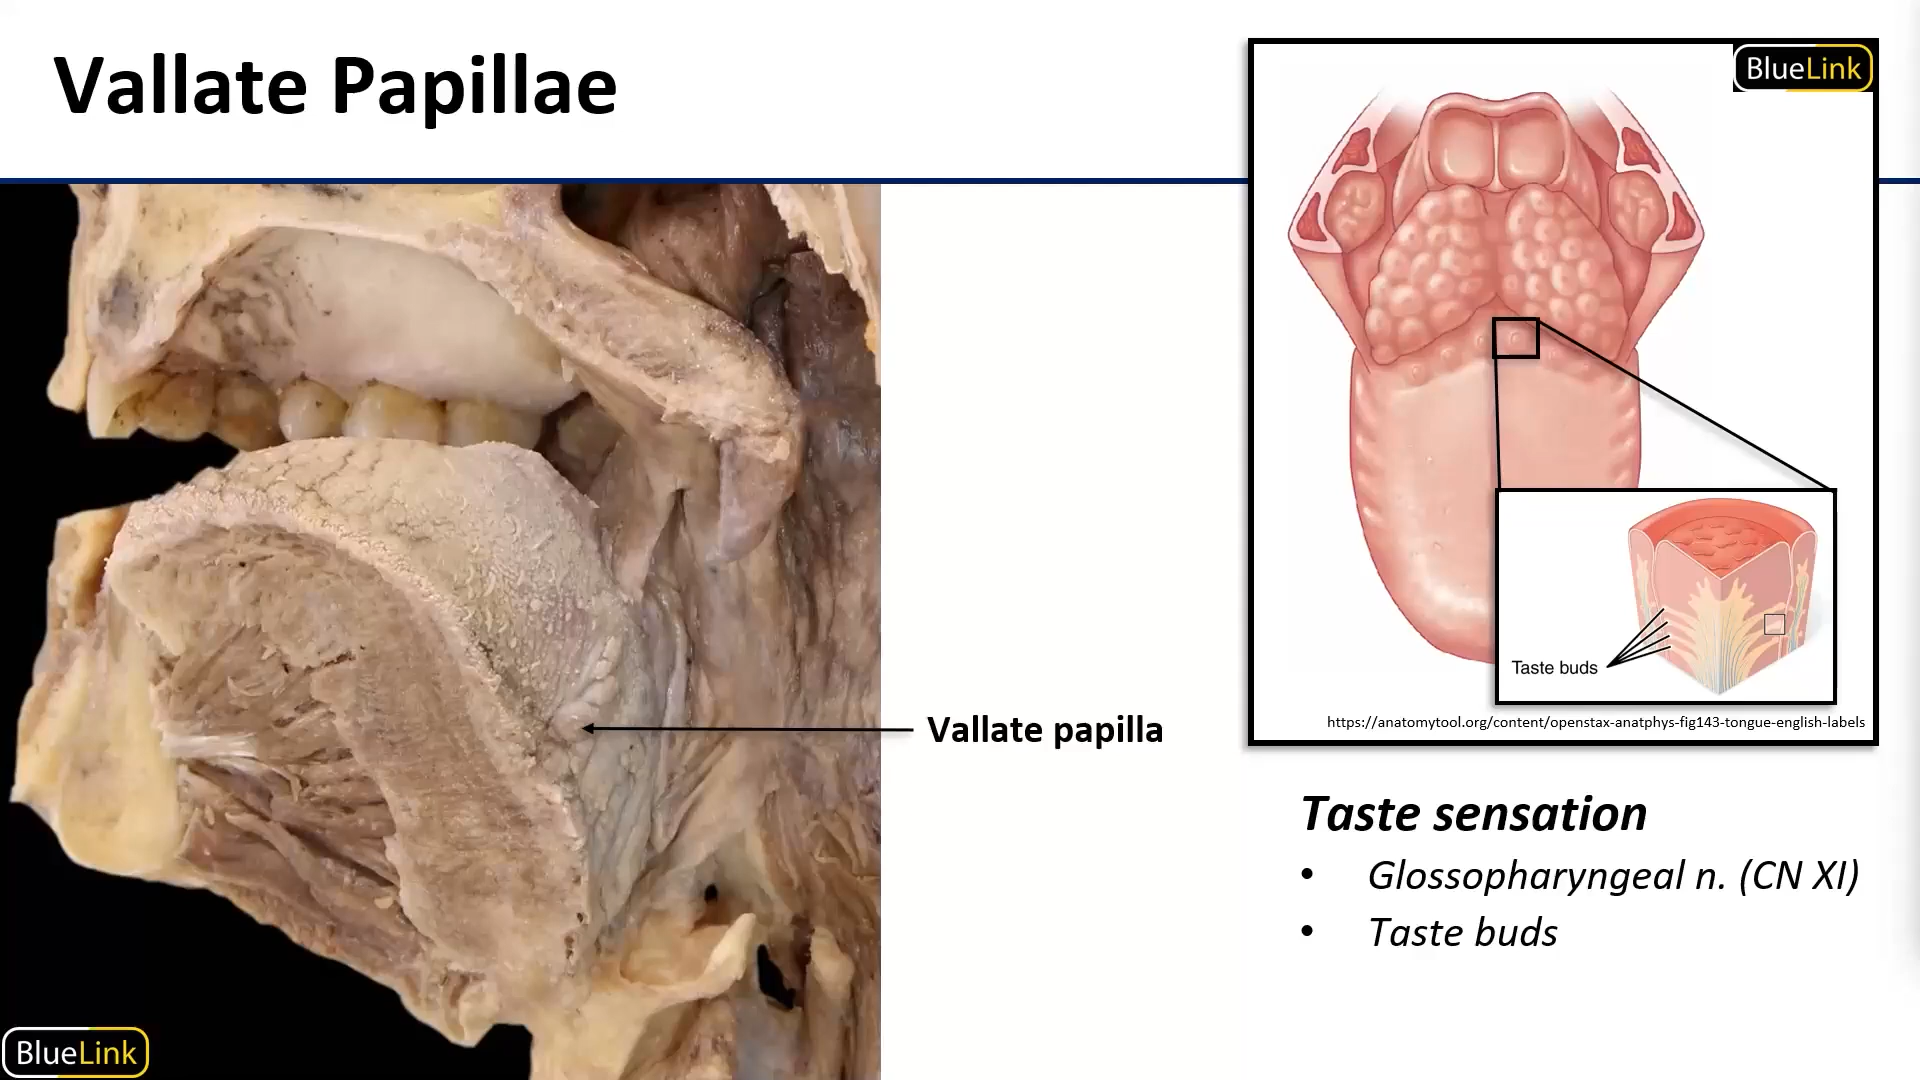 Vallate Papillae
BlueLink
Taste buds
https://anatomytool.org/content/openstax-anatphys-fig143-tongue-english-labels
Vallate papilla
Taste sensation
• Glossopharyngeal n. (CN XI)
• Taste buds
BlueLink